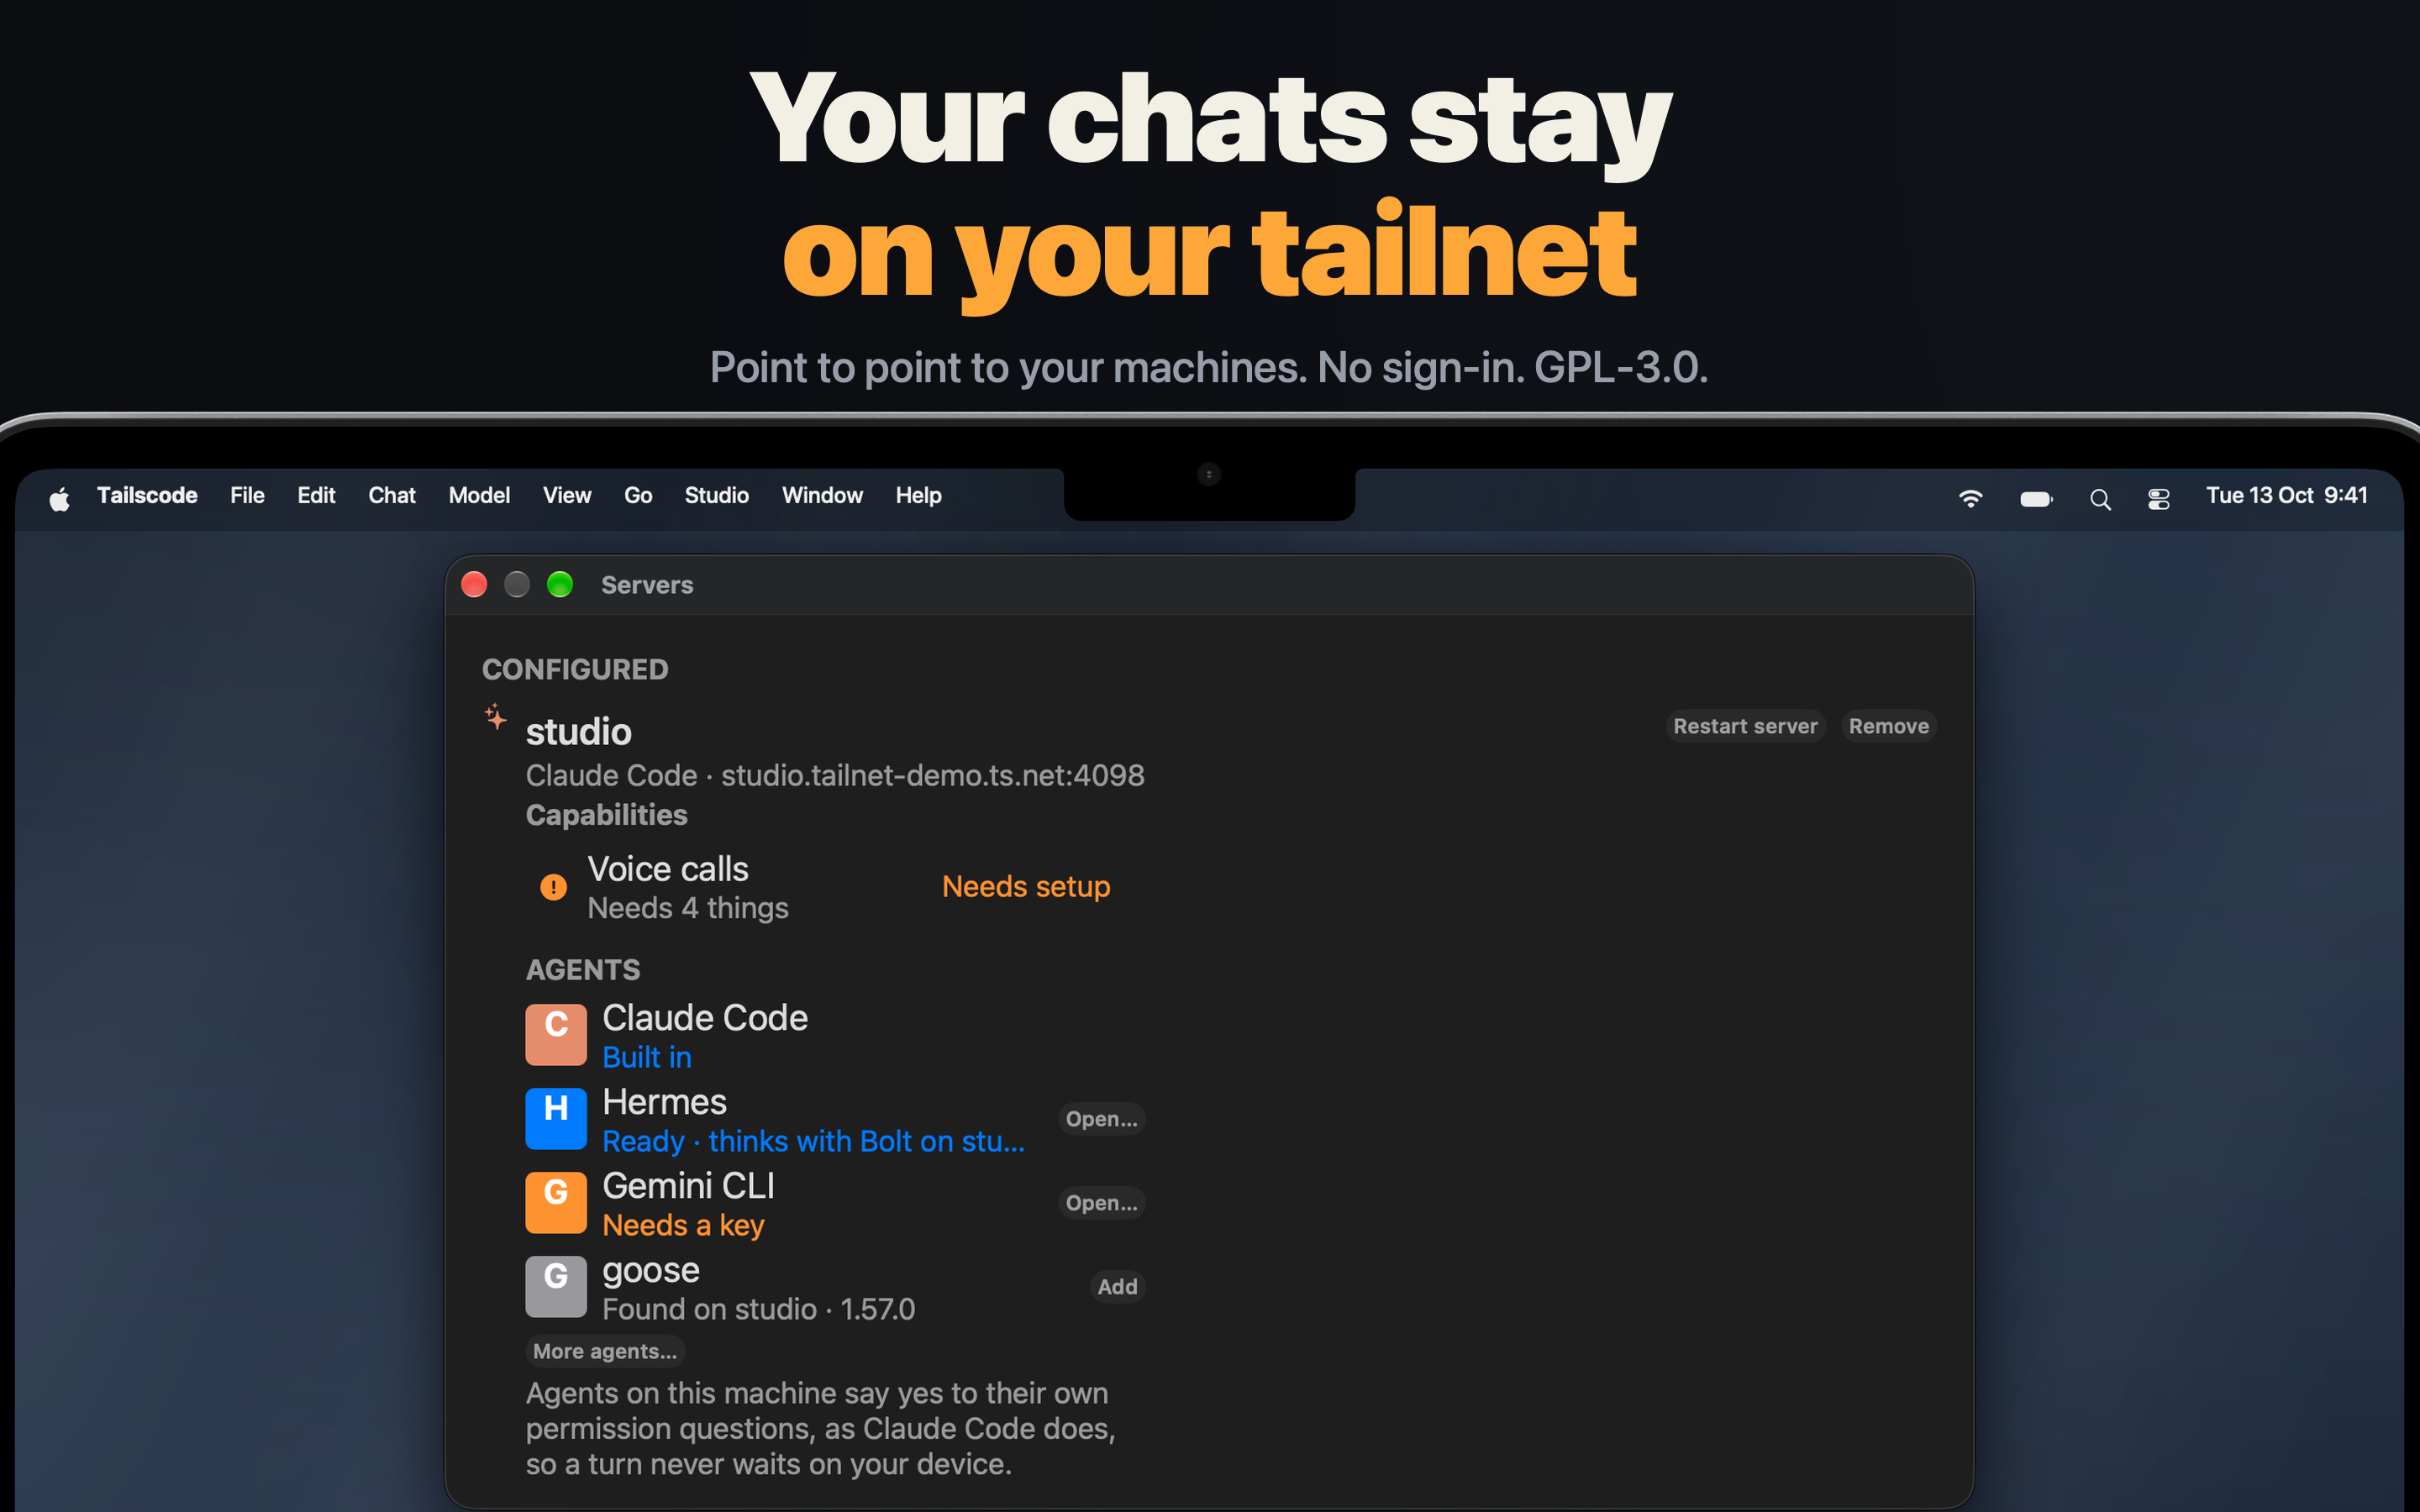 Your chats stay
on your tailnet
Point to point to your machines. No sign-in. GPL-3.0.
Tailscode File Edit Chat Model View Go Studio Window Help Tue 13 Oct 9:41
Servers
CONFIGURED
studio Restart server Remove
Claude Code · studio.tailnet-demo.ts.net:4098
Capabilities
Voice calls
Needs 4 things
Needs setup
AGENTS
C Claude Code
Built in
H Hermes
Ready · thinks with Bolt on stu...
Open...
G Gemini CLI
Needs a key
Open...
G goose
Found on studio · 1.57.0
Add
More agents...
Agents on this machine say yes to their own
permission questions, as Claude Code does,
so a turn never waits on your device.